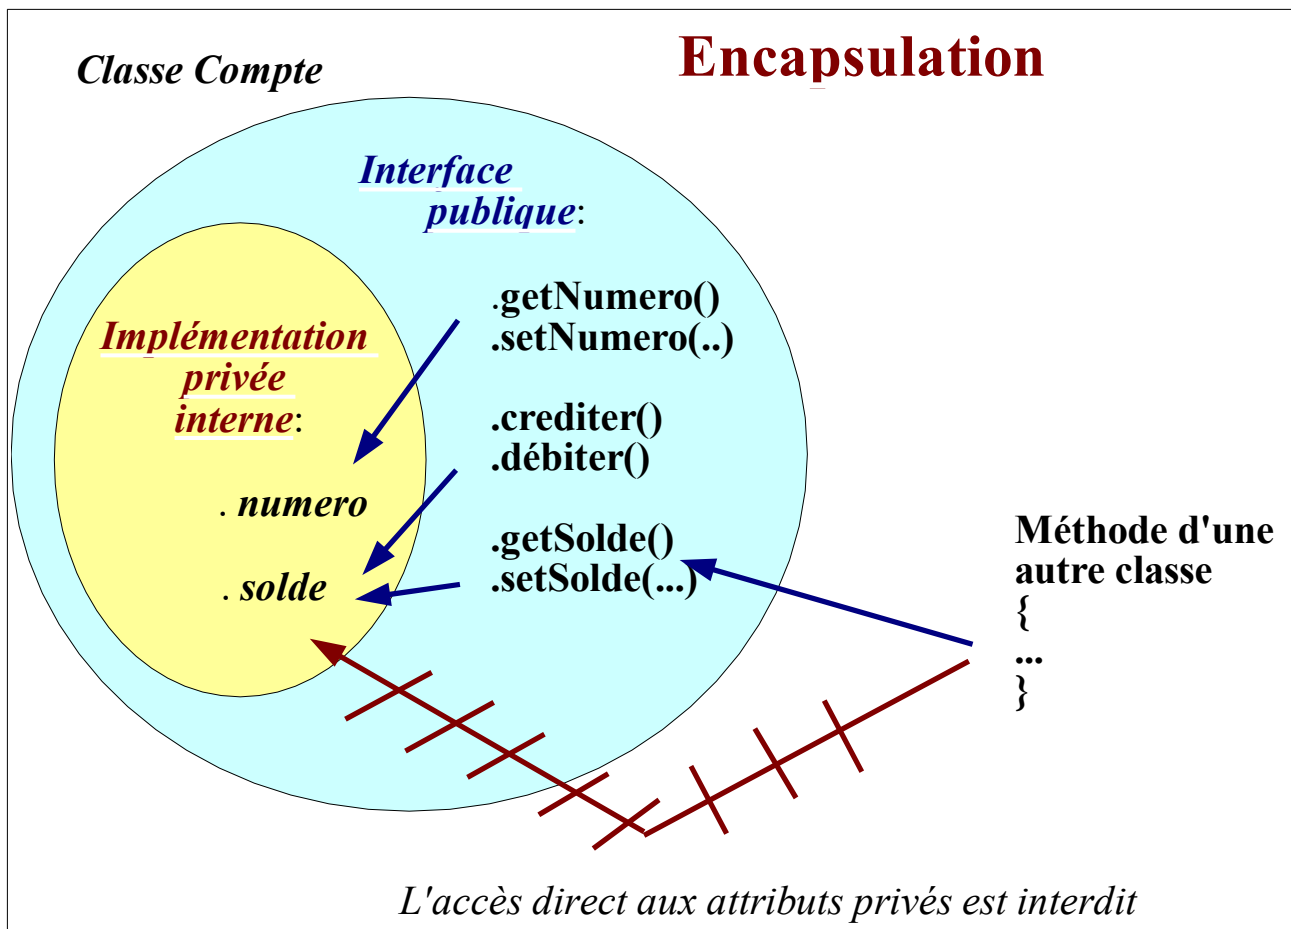 Encapsulation
Classe Compte
Interface
publique:
.getNumero()
.setNumero(..)
Implémentation
privée
interne:
.crediter()
.débiter()
. numero
.getSolde()
.setSolde(...)
. solde
Méthode d'une
autre classe
{
...
}
L'accès direct aux attributs privés est interdit